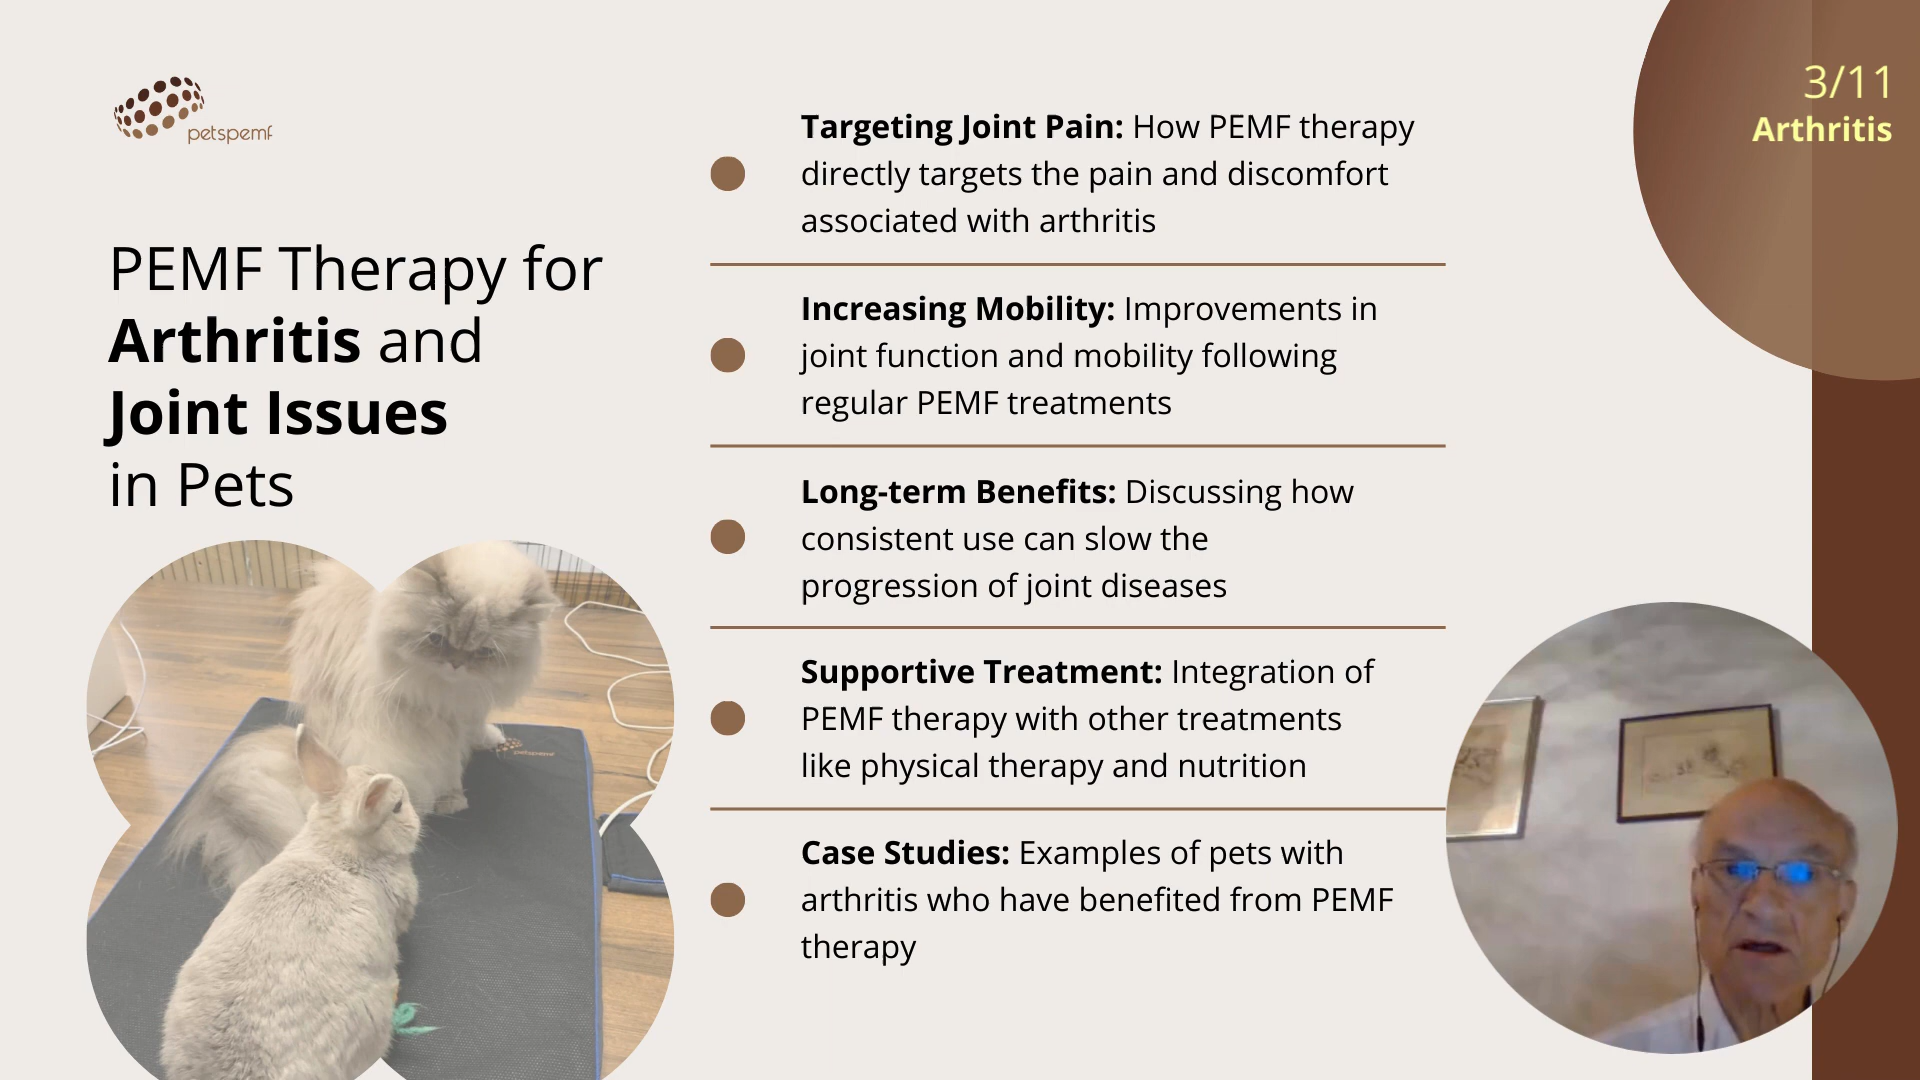 petspemf
3/11
Arthritis
PEMF Therapy for
Arthritis and
Joint Issues
in Pets
Targeting Joint Pain: How PEMF therapy
directly targets the pain and discomfort
associated with arthritis
Increasing Mobility: Improvements in
joint function and mobility following
regular PEMF treatments
Long-term Benefits: Discussing how
consistent use can slow the
progression of joint diseases
Supportive Treatment: Integration of
PEMF therapy with other treatments
like physical therapy and nutrition
Case Studies: Examples of pets with
arthritis who have benefited from PEMF
therapy
petspemf